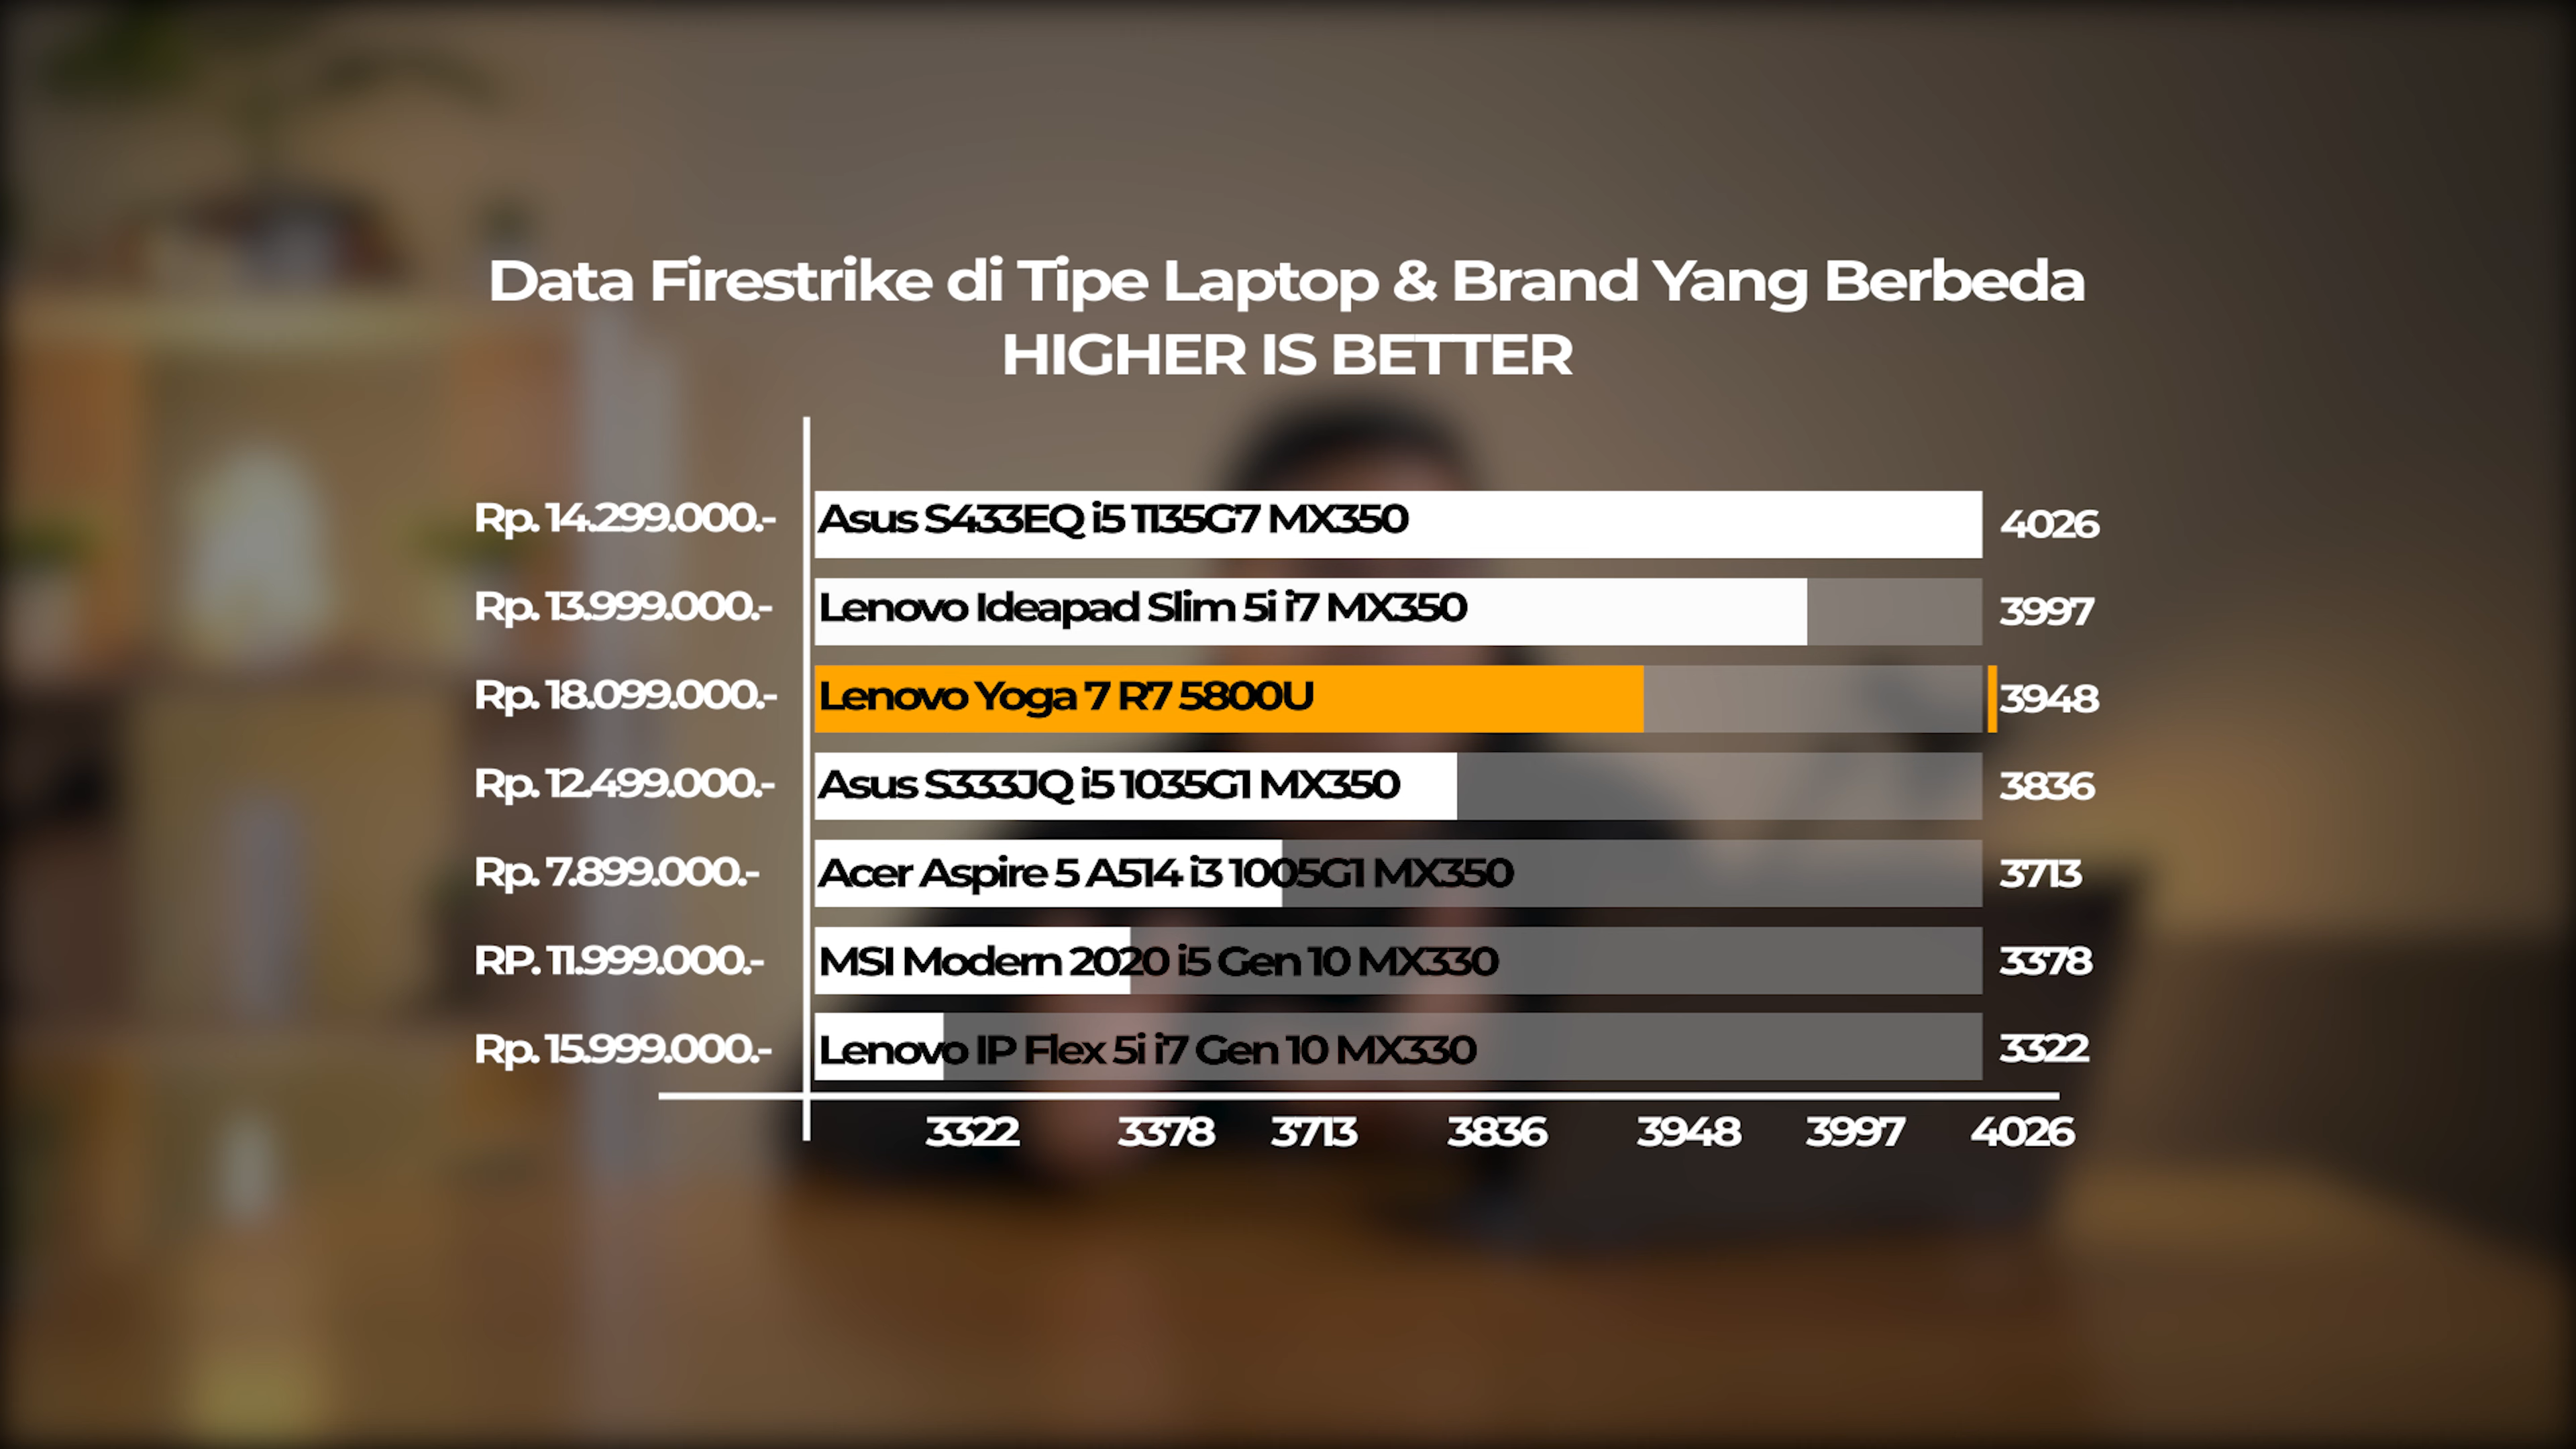 Data Firestrike di Tipe Laptop & Brand Yang Berbeda
HIGHER IS BETTER
Rp. 14.299.000.- Asus S433EQ i5 1135G7 MX350 4026
Rp. 13.999.000.- Lenovo Ideapad Slim 5i i7 MX350 3997
Rp. 18.099.000.- Lenovo Yoga 7 R7 5800U 3948
Rp. 12.499.000.- Asus S333JQ i5 1035G1 MX350 3836
Rp. 7.899.000.- Acer Aspire 5 A514 i3 1005G1 MX350 3713
RP. 11.999.000.- MSI Modern 2020 i5 Gen 10 MX330 3378
Rp. 15.999.000.- Lenovo IP Flex 5i i7 Gen 10 MX330 3322
3322 3378 3713 3836 3948 3997 4026